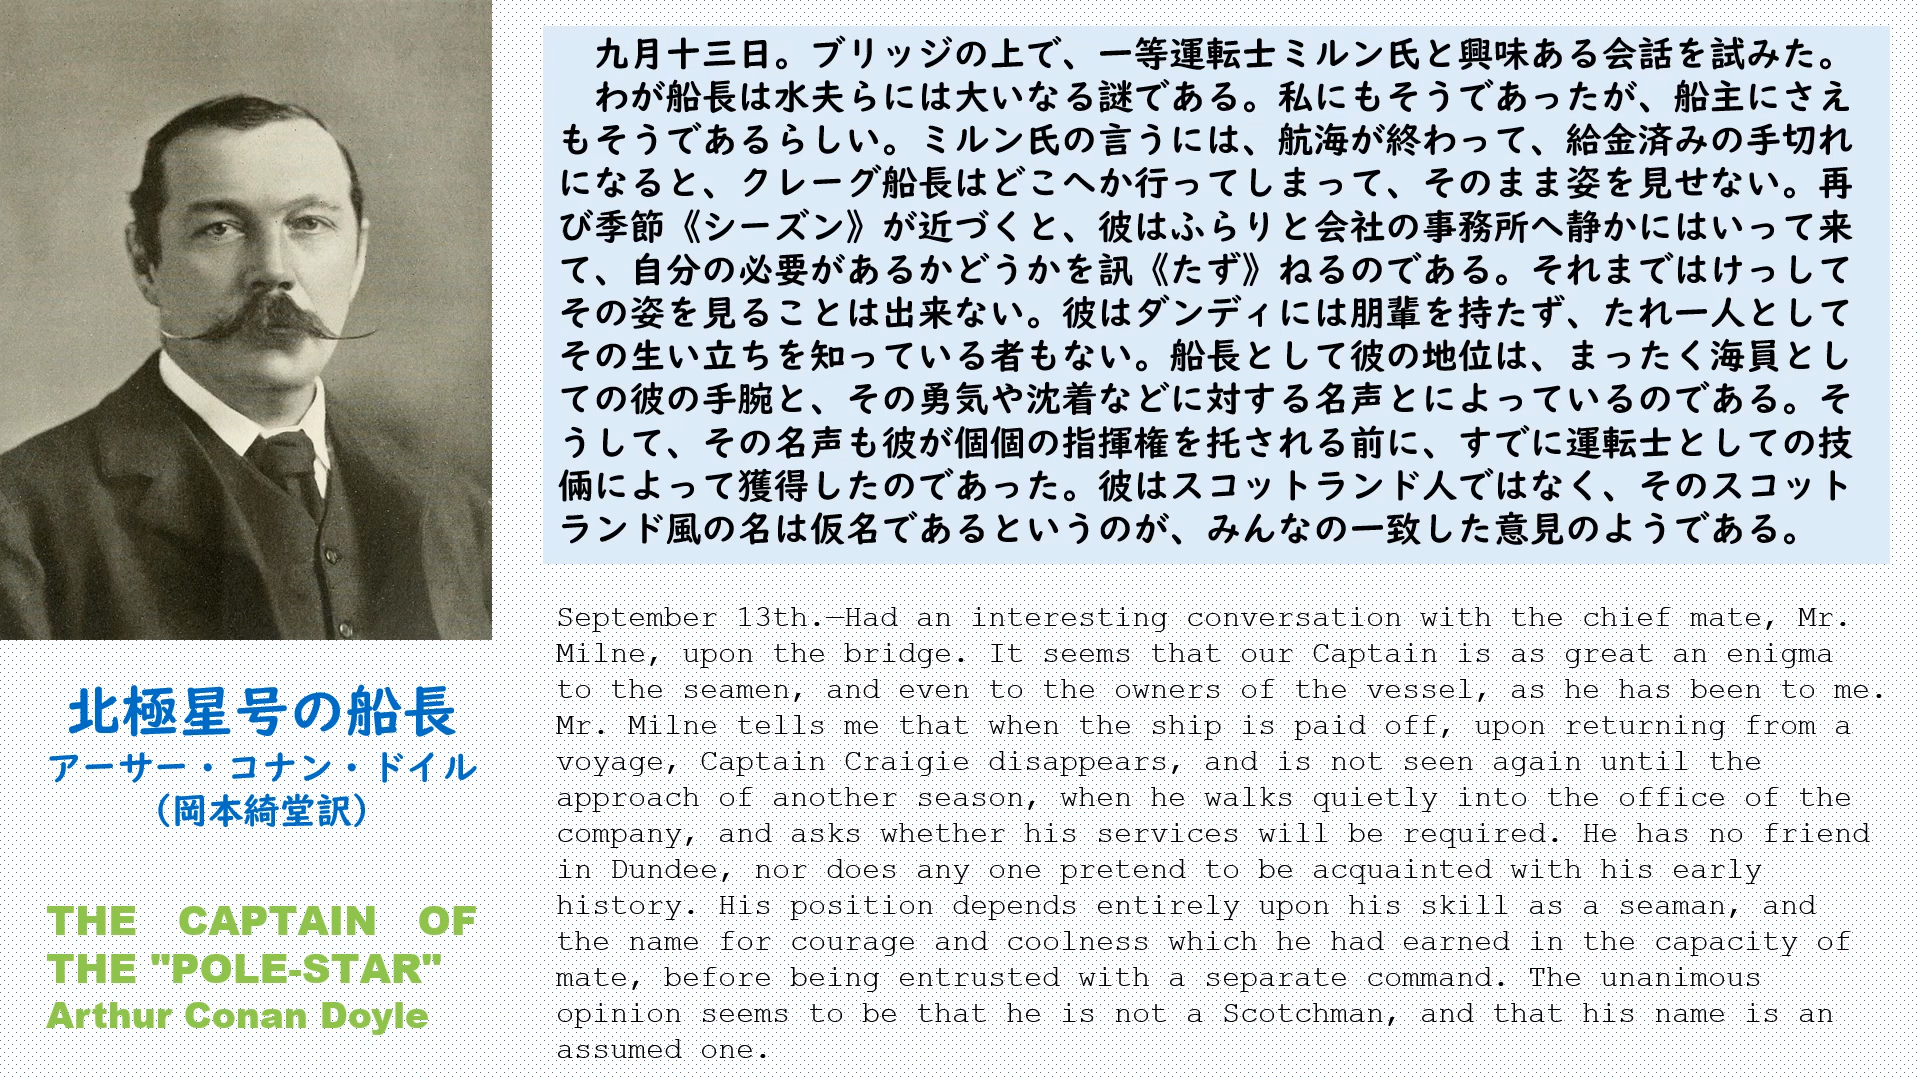 九月十三日。ブリッジの上で、一等運転士ミルン氏と興味ある会話を試みた。
わが船長は水夫らには大いなる謎である。私にもそうであったが、船主にさえ
もそうであるらしい。ミルン氏の言うには、航海が終わって、給金済みの手切れ
になると、クレーグ船長はどこへか行ってしまって、そのまま姿を見せない。再
び季節《シーズン》が近づくと、彼はふらりと会社の事務所へ静かにはいって来
て、自分の必要があるかどうかを訊《たず》ねるのである。それまではけっして
その姿を見ることは出来ない。彼はダンディには朋輩を持たず、たれ一人として
その生い立ちを知っている者もない。船長として彼の地位は、まったく海員とし
ての彼の手腕と、その勇気や沈着などに対する名声とによっているのである。そ
うして、その名声も彼が個個の指揮権を托される前に、すでに運転士としての技
倆によって獲得したのであった。彼はスコットランド人ではなく、そのスコット
ランド風の名は仮名であるというのが、みんなの一致した意見のようである。
September 13th.—Had an interesting conversation with the chief mate, Mr.
Milne, upon the bridge. It seems that our Captain is as great an enigma
to the seamen, and even to the owners of the vessel, as he has been to me.
Mr. Milne tells me that when the ship is paid off, upon returning from a
voyage, Captain Craigie disappears, and is not seen again until the
approach of another season, when he walks quietly into the office of the
company, and asks whether his services will be required. He has no friend
in Dundee, nor does any one pretend to be acquainted with his early
history. His position depends entirely upon his skill as a seaman, and
the name for courage and coolness which he had earned in the capacity of
mate, before being entrusted with a separate command. The unanimous
opinion seems to be that he is not a Scotchman, and that his name is an
assumed one.
北極星号の船長
アーサー・コナン・ドイル
（岡本綺堂訳）
THE CAPTAIN OF
THE "POLE-STAR"
Arthur Conan Doyle